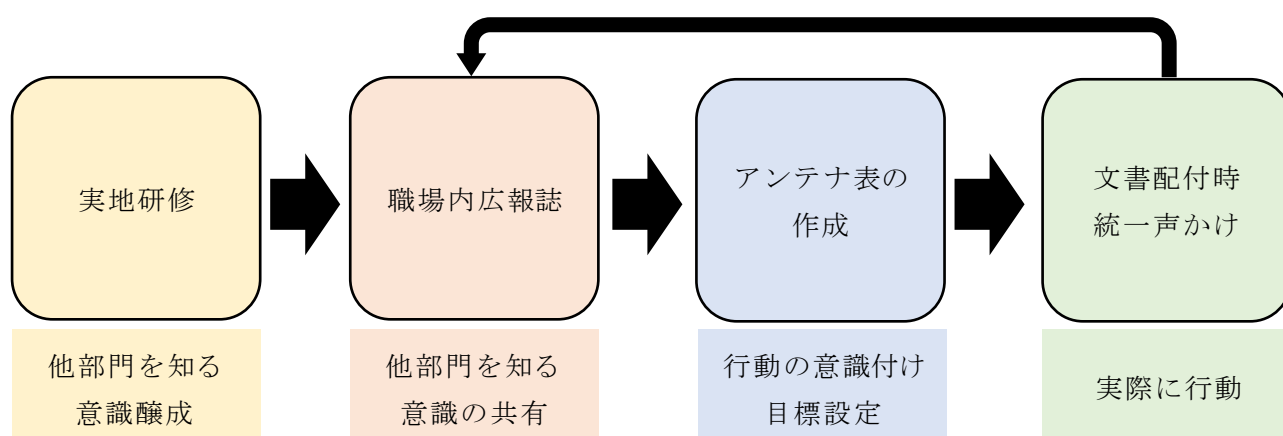 実地研修
職場内広報誌
アンテナ表の
作成
文書配付時
統一声かけ
他部門を知る
意識醸成
他部門を知る
意識の共有
行動の意識付け
目標設定
実際に行動